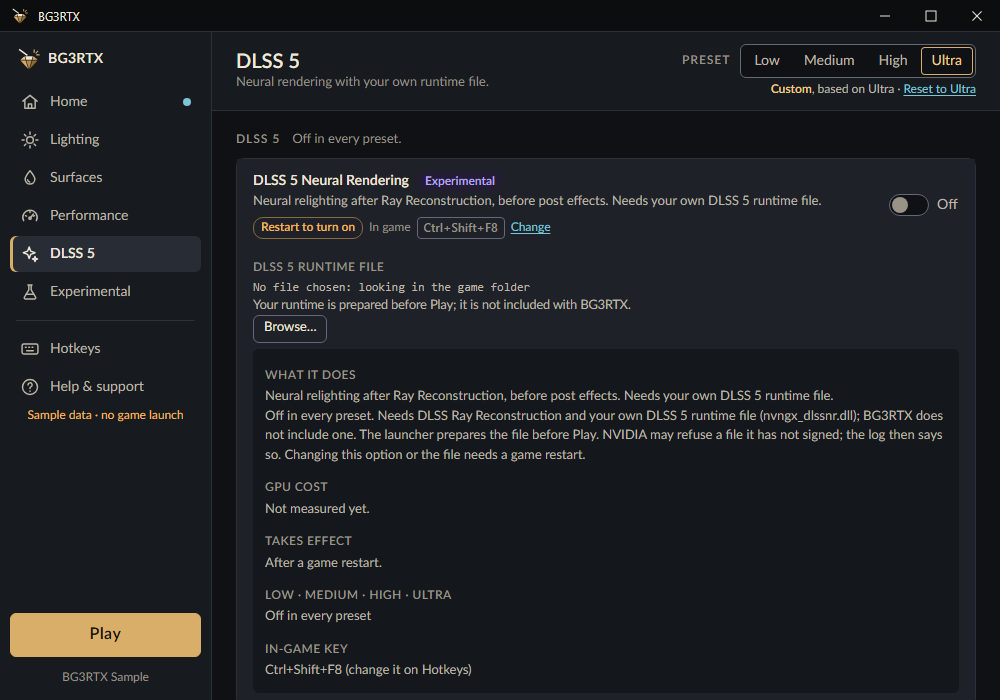 BG3RTX
BG3RTX
Home
Lighting
Surfaces
Performance
DLSS 5
Experimental
Hotkeys
Help & support
Sample data · no game launch
Play
BG3RTX Sample
DLSS 5
Neural rendering with your own runtime file.
PRESET Low Medium High Ultra
Custom, based on Ultra · Reset to Ultra
DLSS 5 Off in every preset.
DLSS 5 Neural Rendering Experimental
Neural relighting after Ray Reconstruction, before post effects. Needs your own DLSS 5 runtime file.
Off
Restart to turn on In game Ctrl+Shift+F8 Change
DLSS 5 RUNTIME FILE
No file chosen: looking in the game folder
Your runtime is prepared before Play; it is not included with BG3RTX.
Browse...
WHAT IT DOES
Neural relighting after Ray Reconstruction, before post effects. Needs your own DLSS 5 runtime file.
Off in every preset. Needs DLSS Ray Reconstruction and your own DLSS 5 runtime file (nvngx_dlssnr.dll); BG3RTX does
not include one. The launcher prepares the file before Play. NVIDIA may refuse a file it has not signed; the log then says
so. Changing this option or the file needs a game restart.
GPU COST
Not measured yet.
TAKES EFFECT
After a game restart.
LOW · MEDIUM · HIGH · ULTRA
Off in every preset
IN-GAME KEY
Ctrl+Shift+F8 (change it on Hotkeys)